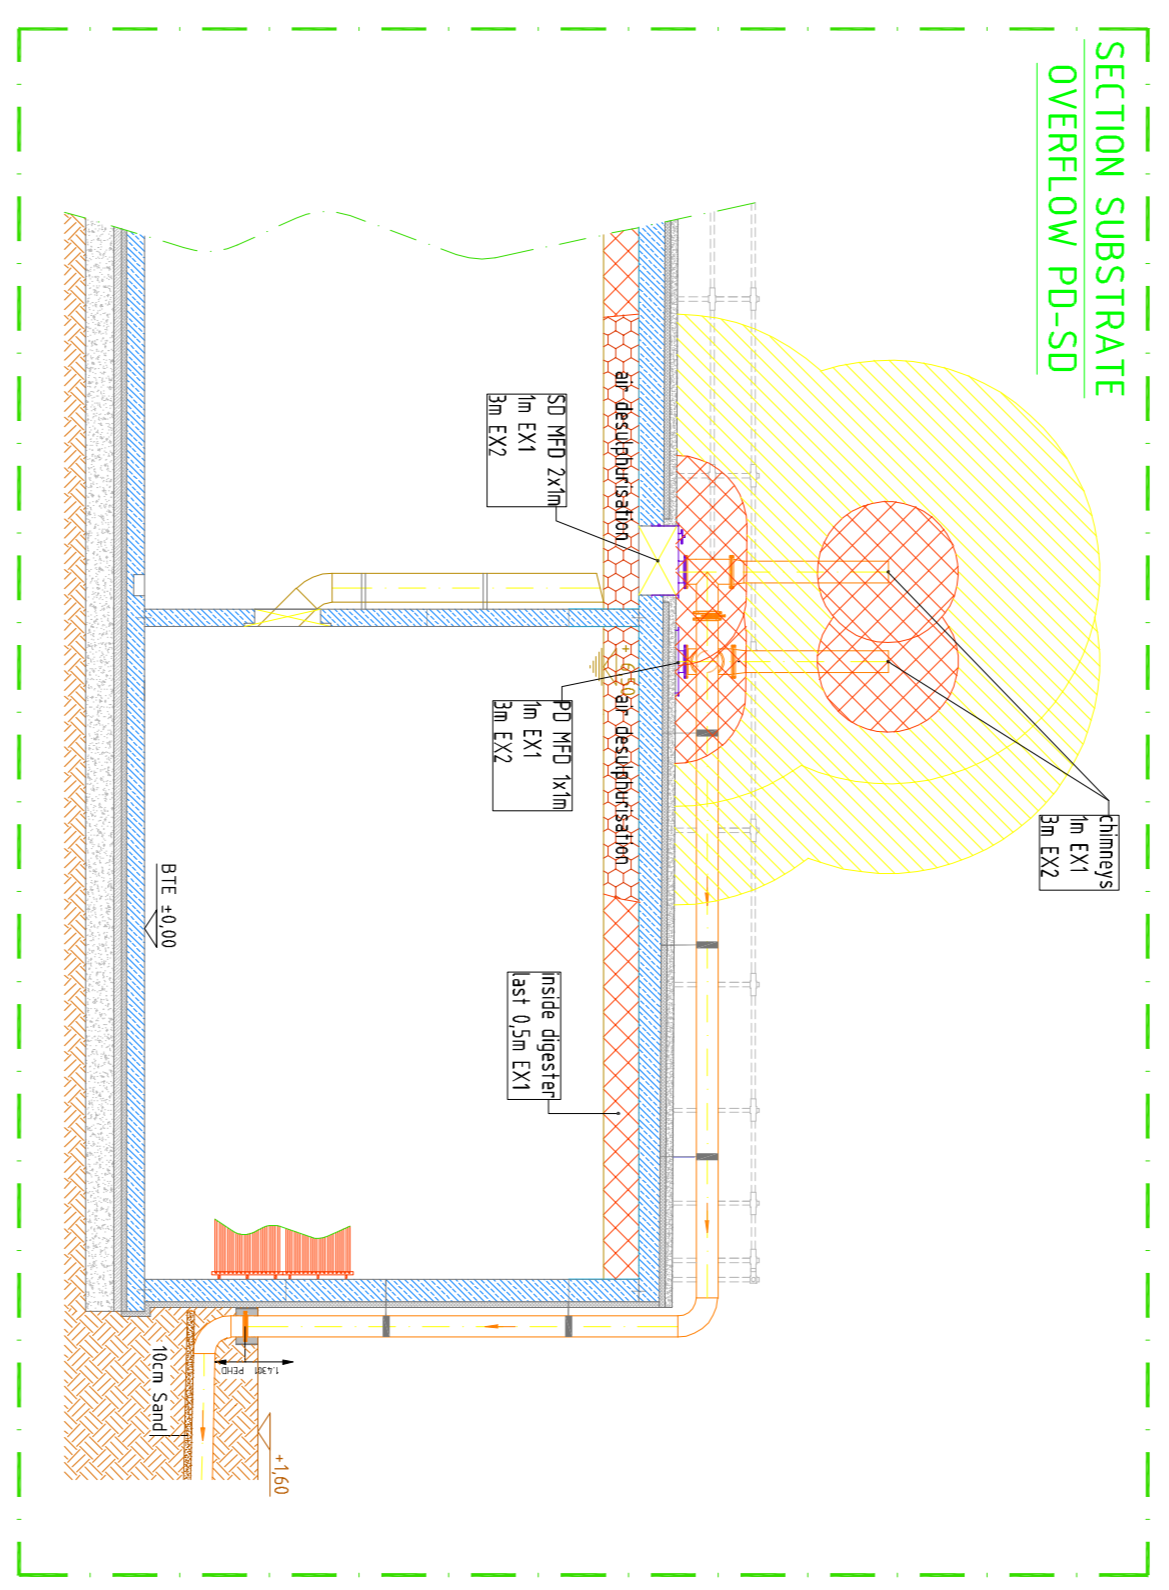 SECTION SUBSTRATE
OVERFLOW PD-SD
chimneys
1m EX1
3m EX2
air desulphurisation
SD MFD 2x1m
1m EX1
3m EX2
air desulphurisation
PD MFD 1x1m
1m EX1
3m EX2
inside digester
last 0,5m EX1
BTE ±0,00
PEHD
1.4301
10cm Sand
+1,60